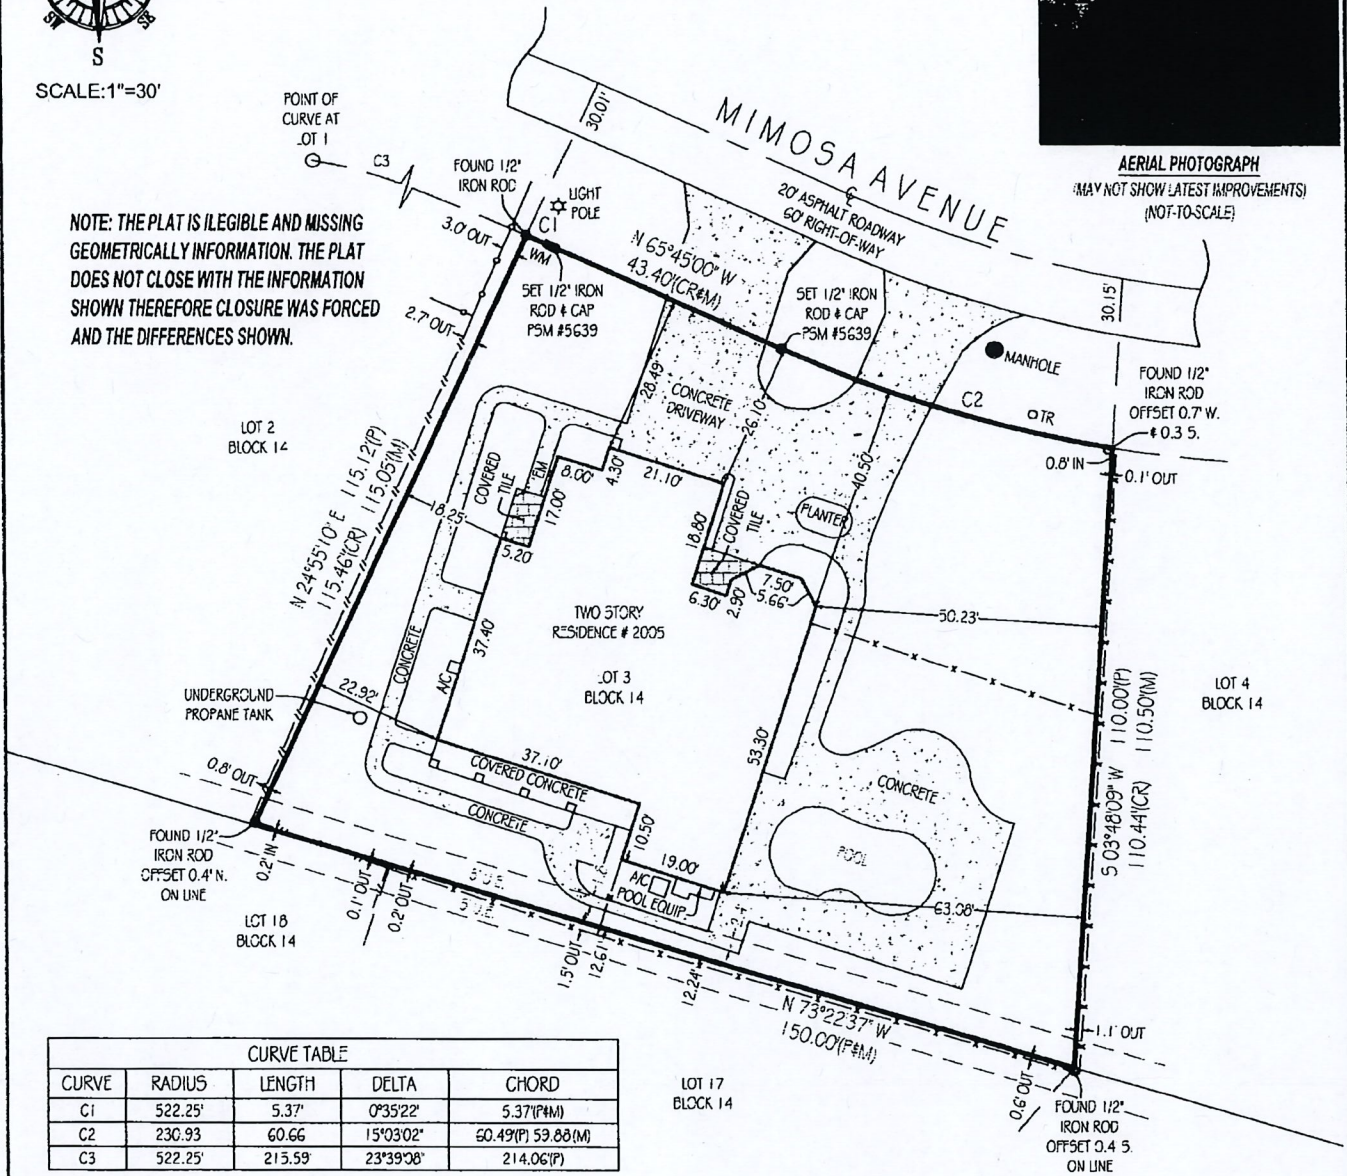 SW
S
SE
SCALE:1"=30'
POINT OF
CURVE AT
LOT 1
C3
FOUND 1/2"
IRON ROD
LIGHT
POLE
C1
30.01'
MIMOSA AVENUE
20' ASPHALT ROADWAY
60' RIGHT-OF-WAY
AERIAL PHOTOGRAPH
(MAY NOT SHOW LATEST IMPROVEMENTS)
(NOT-TO-SCALE)
NOTE: THE PLAT IS ILEGIBLE AND MISSING
GEOMETRICALLY INFORMATION. THE PLAT
DOES NOT CLOSE WITH THE INFORMATION
SHOWN THEREFORE CLOSURE WAS FORCED
AND THE DIFFERENCES SHOWN.
3.0' OUT
WM
SET 1/2" IRON
ROD & CAP
PSM #5639
N 65°45'00" W
43.40'(CR&M)
SET 1/2" IRON
ROD & CAP
PSM #5639
30.15'
MANHOLE
2.7' OUT
FOUND 1/2"
IRON ROD
OFFSET 0.7' W.
& 0.3 S.
C2
TR
28.49'
CONCRETE
DRIVEWAY
26.10'
0.8' IN
0.1' OUT
LOT 2
BLOCK 14
N 24°55'10" E 115.12'(P)
115.46'(CR) 115.05'(M)
18.25'
COVERED
TILE
EM
8.00'
4.30'
21.10'
17.00'
5.20'
18.80'
COVERED
TILE
PLANTER
40.50'
6.30'
2.90'
7.50'
5.66'
50.23'
TWO STORY
RESIDENCE # 2005
LOT 3
BLOCK 14
CONCRETE
37.40'
A/C
UNDERGROUND
PROPANE TANK
22.92'
LOT 4
BLOCK 14
S 03°48'09" W 110.00'(P)
110.44'(CR) 110.50'(M)
53.30'
37.10'
COVERED CONCRETE
CONCRETE
CONCRETE
POOL
0.8' OUT
FOUND 1/2"
IRON ROD
OFFSET 0.4' N.
ON LINE
0.2' IN
0.1' OUT
0.2' OUT
5' U.E.
5' U.E.
10.50'
19.00'
A/C
POOL EQUIP.
63.08'
LOT 18
BLOCK 14
1.5' OUT
12.61'
12.24'
N 73°22'37" W
150.00'(P&M)
1.1' OUT
0.6' OUT
FOUND 1/2"
IRON ROD
OFFSET 0.4 S.
ON LINE
LOT 17
BLOCK 14
CURVE TABLE
CURVE RADIUS LENGTH DELTA CHORD
C1 522.25' 5.37' 0°35'22" 5.37'(P&M)
C2 230.93 60.66 15°03'02" 60.49'(P) 59.88(M)
C3 522.25' 215.59' 23°39'08" 214.06'(P)